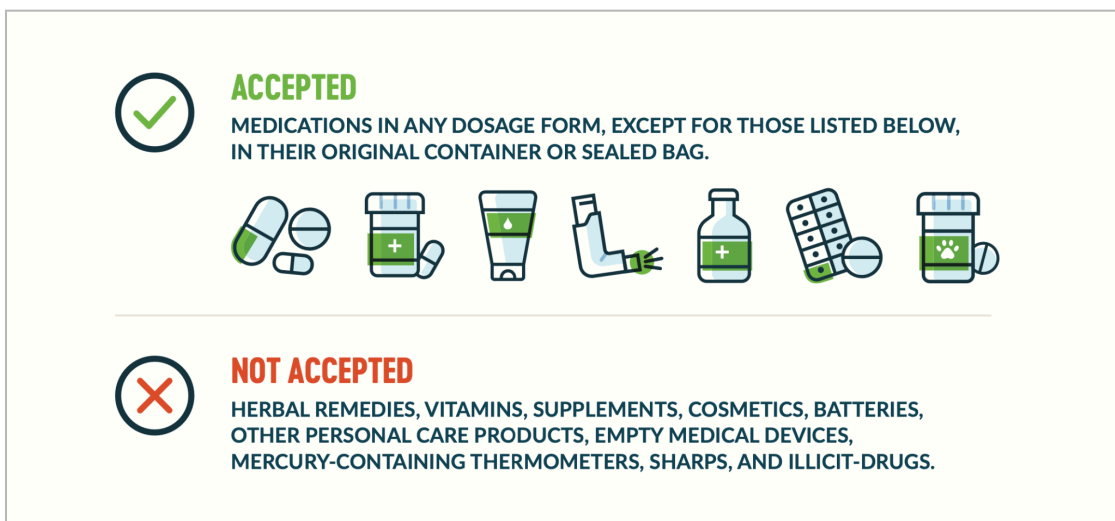 ACCEPTED
MEDICATIONS IN ANY DOSAGE FORM, EXCEPT FOR THOSE LISTED BELOW,
IN THEIR ORIGINAL CONTAINER OR SEALED BAG.
NOT ACCEPTED
HERBAL REMEDIES, VITAMINS, SUPPLEMENTS, COSMETICS, BATTERIES,
OTHER PERSONAL CARE PRODUCTS, EMPTY MEDICAL DEVICES,
MERCURY-CONTAINING THERMOMETERS, SHARPS, AND ILLICIT-DRUGS.